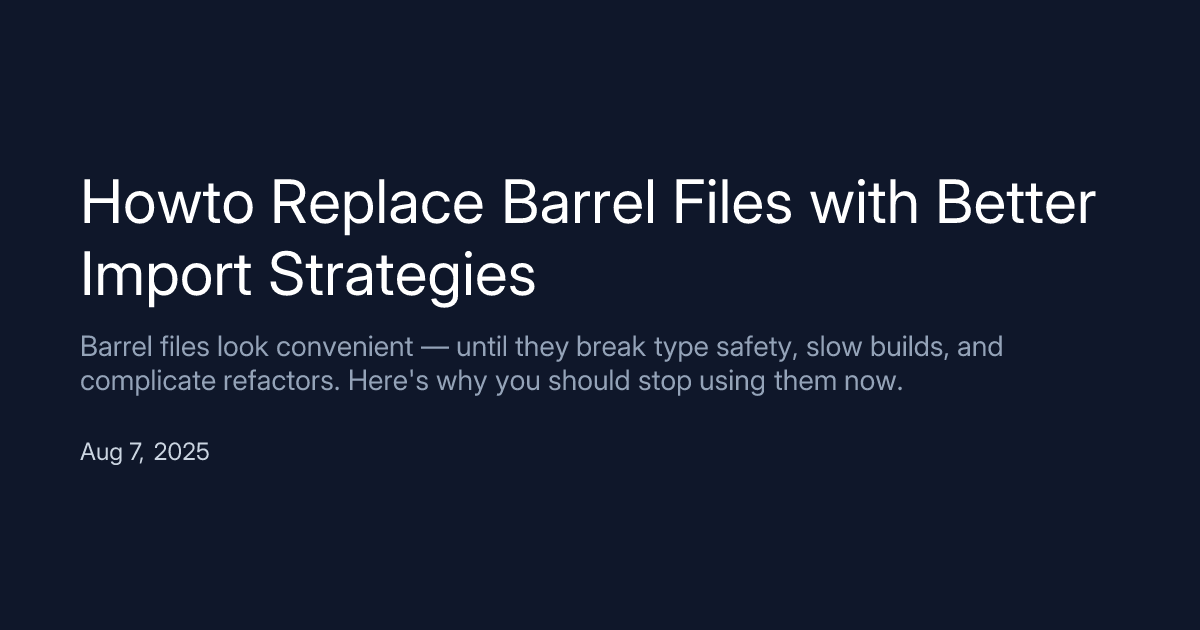 Howto Replace Barrel Files with Better
Import Strategies
Barrel files look convenient — until they break type safety, slow builds, and
complicate refactors. Here's why you should stop using them now.
Aug 7, 2025